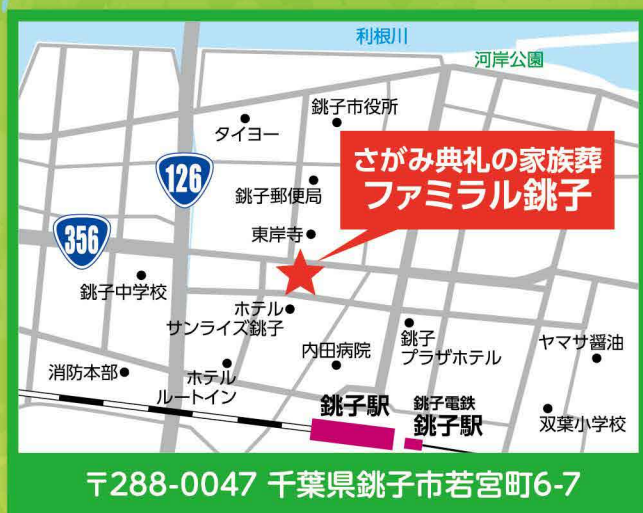 利根川
河岸公園
銚子市役所
タイヨー
126
さがみ典礼の家族葬
ファミラル銚子
銚子郵便局
356
東岸寺
銚子中学校
ホテル
サンライズ銚子
銚子
プラザホテル
内田病院
ヤマサ醤油
消防本部
ホテル
ルートイン
銚子駅
銚子電鉄
銚子駅
双葉小学校
〒288-0047 千葉県銚子市若宮町6-7